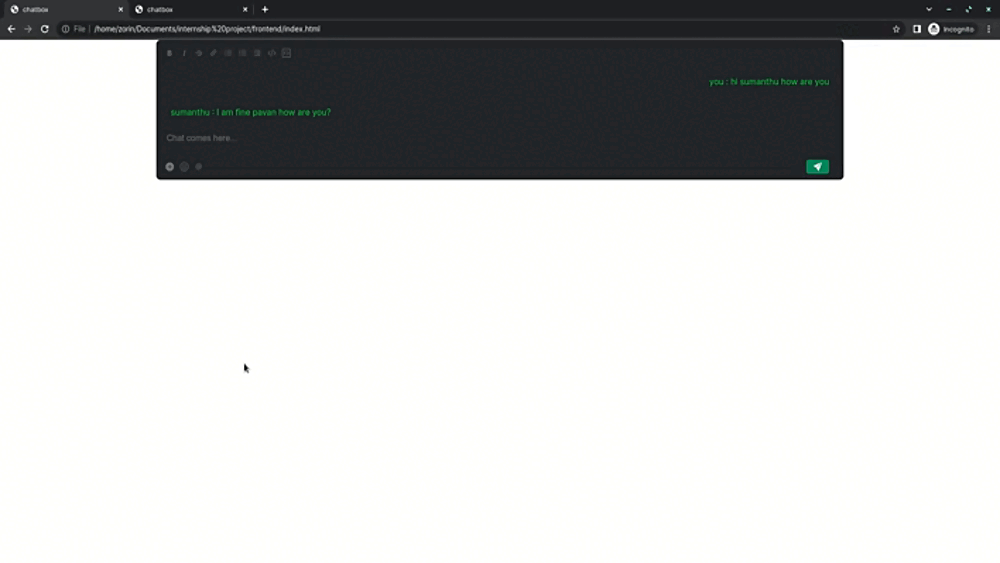 chatbox
chatbox
File
/home/zorin/Documents/internship%20project/frontend/index.html
Incognito
B I
you : hi sumanthu how are you
sumanthu : I am fine pavan how are you?
Chat comes here...